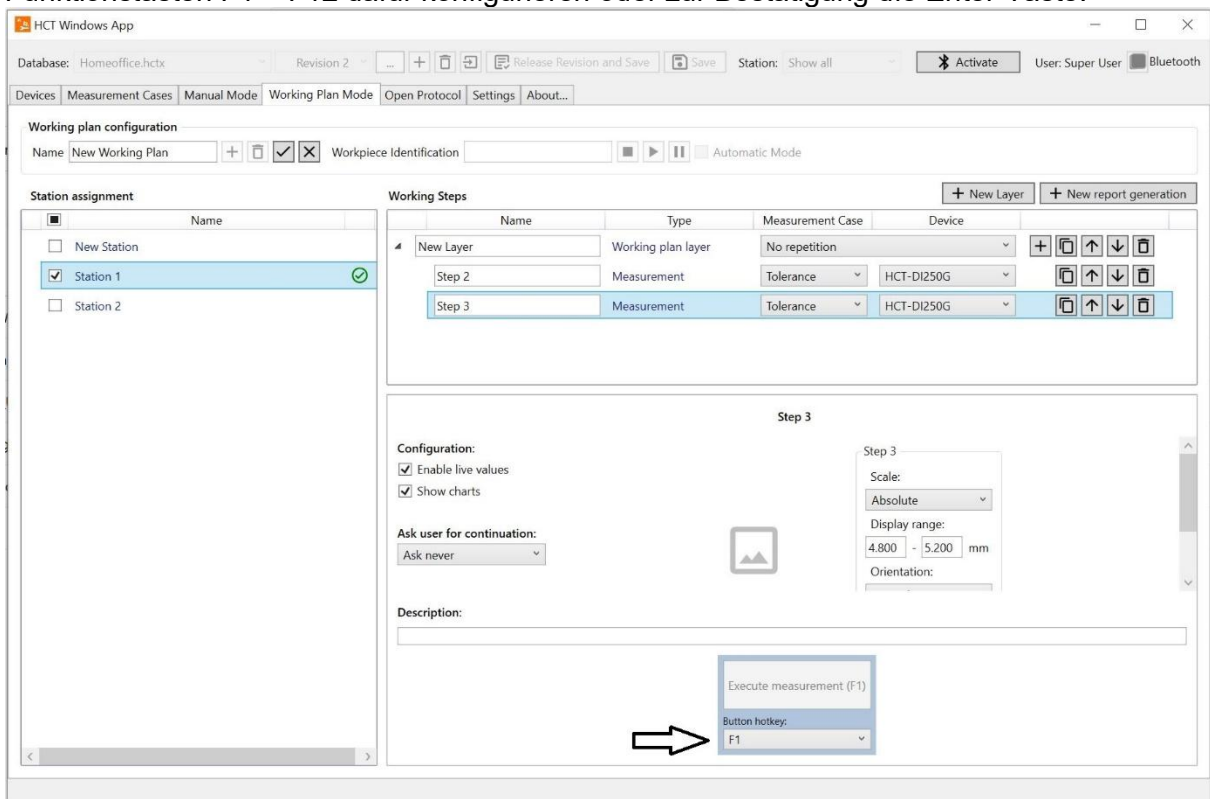 Funktionstasten F1 – F12 dafür konfigurieren oder zur Bestätigung die Enter-Taste.
HCT Windows App
Database: Homeoffice.hctx Revision 2 ... Release Revision and Save Save Station: Show all Activate User: Super User Bluetooth
Devices Measurement Cases Manual Mode Working Plan Mode Open Protocol Settings About...
Working plan configuration
Name New Working Plan Workpiece Identification Automatic Mode
Station assignment
Name
New Station
Station 1
Station 2
Working Steps + New Layer + New report generation
Name Type Measurement Case Device
New Layer Working plan layer No repetition
Step 2 Measurement Tolerance HCT-DI250G
Step 3 Measurement Tolerance HCT-DI250G
Step 3
Configuration:
Enable live values
Show charts
Ask user for continuation:
Ask never
Step 3
Scale:
Absolute
Display range:
4.800 - 5.200 mm
Orientation:
Description:
Execute measurement (F1)
Button hotkey:
F1